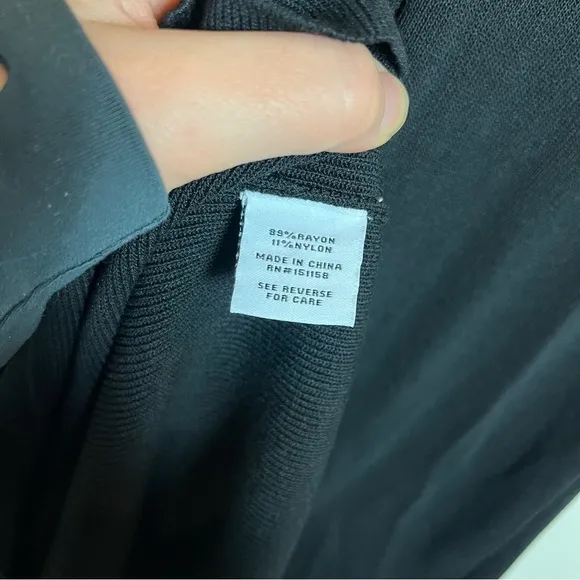 89%RAYON
11%NYLON
MADE IN CHINA
RN#151158
SEE REVERSE
FOR CARE